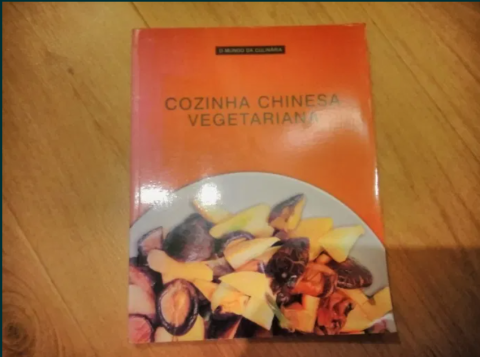 O MUNDO DA CULINÁRIA
COZINHA CHINESA
VEGETARIANA